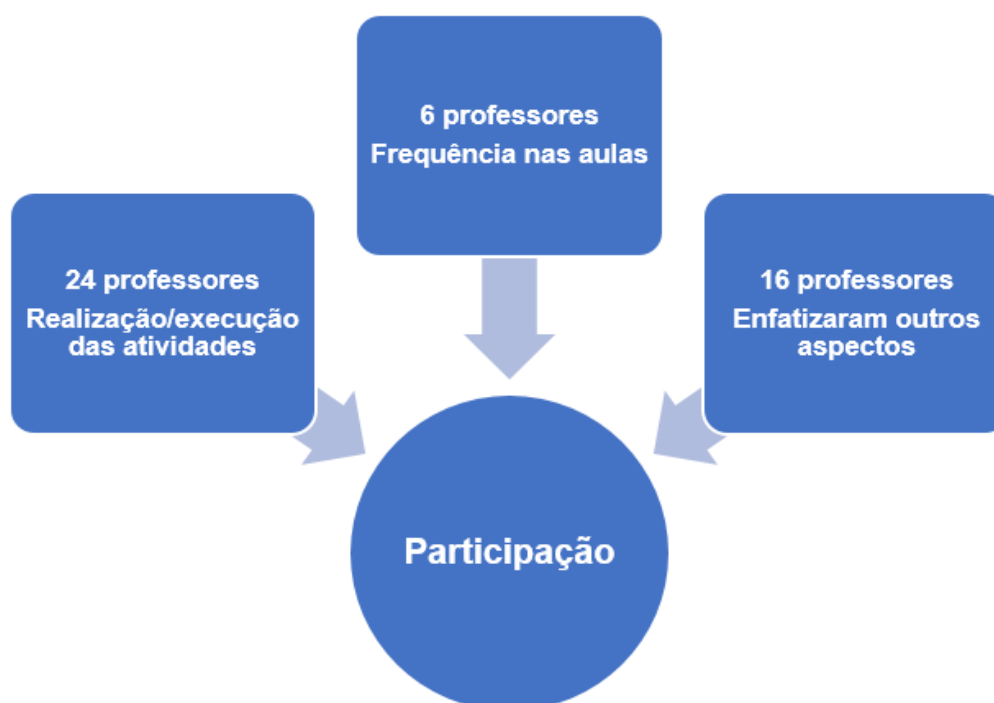 6 professores
Frequência nas aulas
24 professores
Realização/execução
das atividades
16 professores
Enfatizaram outros
aspectos
Participação